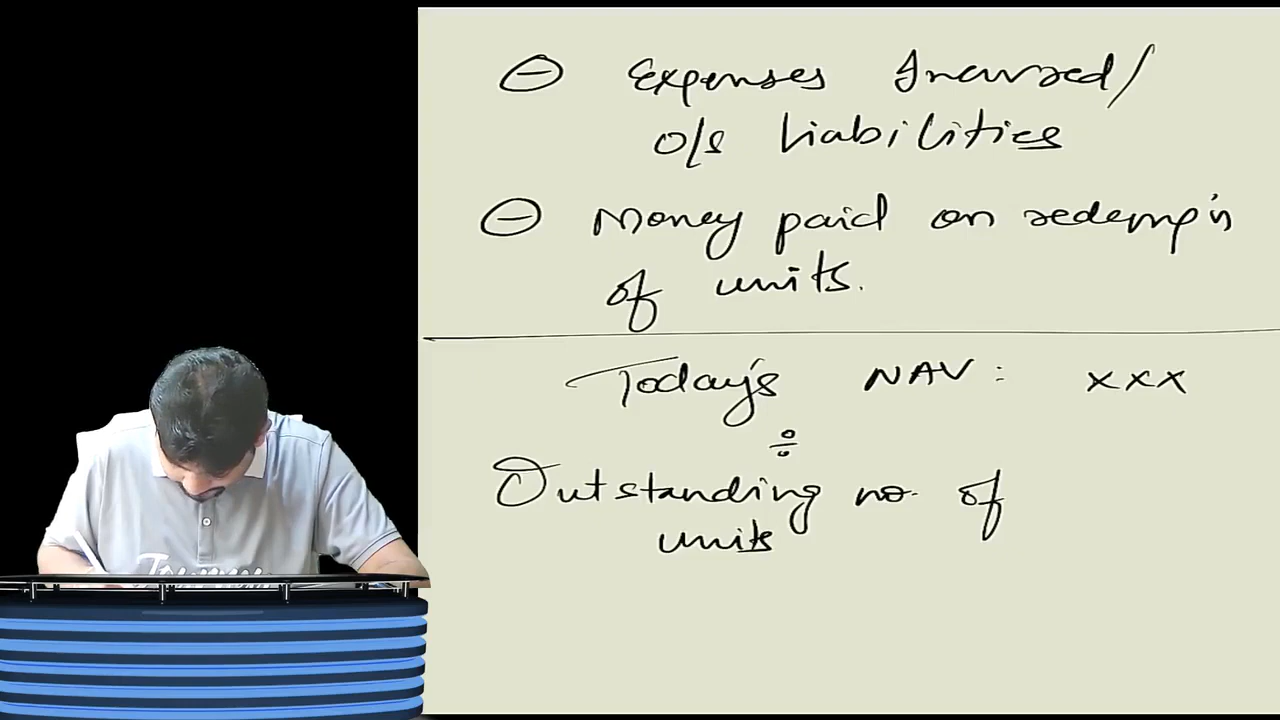 ⊖ Expenses Incurred/
o/s Liabilities
⊖ Money paid on redemp'n
of units.
Today's NAV: xxx
÷
Outstanding no. of
units